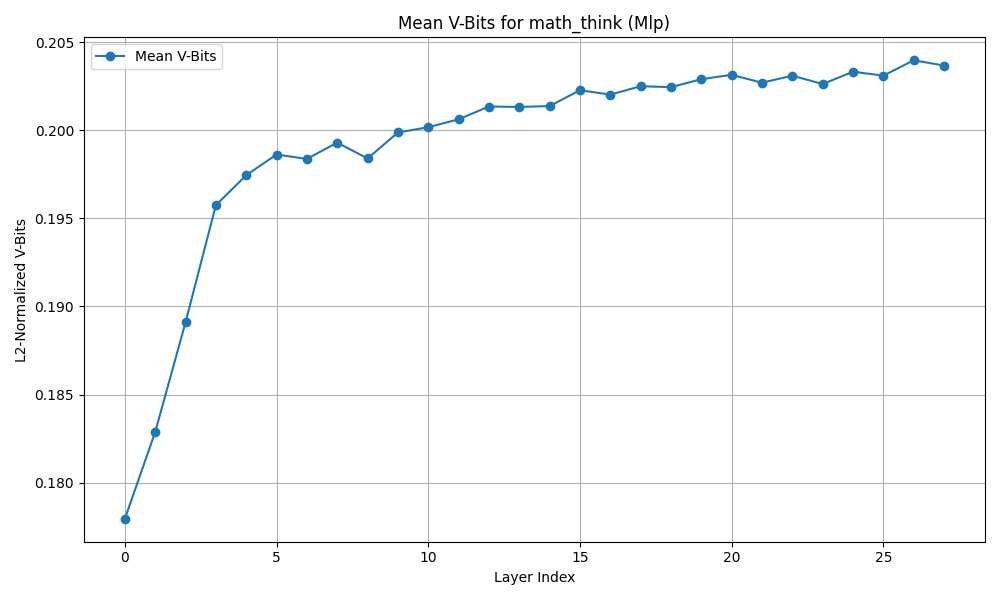 Mean V-Bits for math_think (Mlp)
Mean V-Bits
L2-Normalized V-Bits
0.205
0.200
0.195
0.190
0.185
0.180
0 5 10 15 20 25
Layer Index